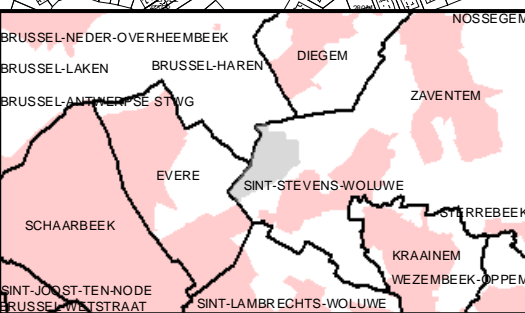 NOSSEGEM
BRUSSEL-NEDER-OVERHEEMBEEK
DIEGEM
BRUSSEL-LAKEN
BRUSSEL-HAREN
ZAVENTEM
BRUSSEL-ANTWERPSE STWG
EVERE
SINT-STEVENS-WOLUWE
STERREBEEK
SCHAARBEEK
KRAAINEM
WEZEMBEEK-OPPEM
SINT-JOOST-TEN-NODE
BRUSSEL-WETSTRAAT
SINT-LAMBRECHTS-WOLUWE